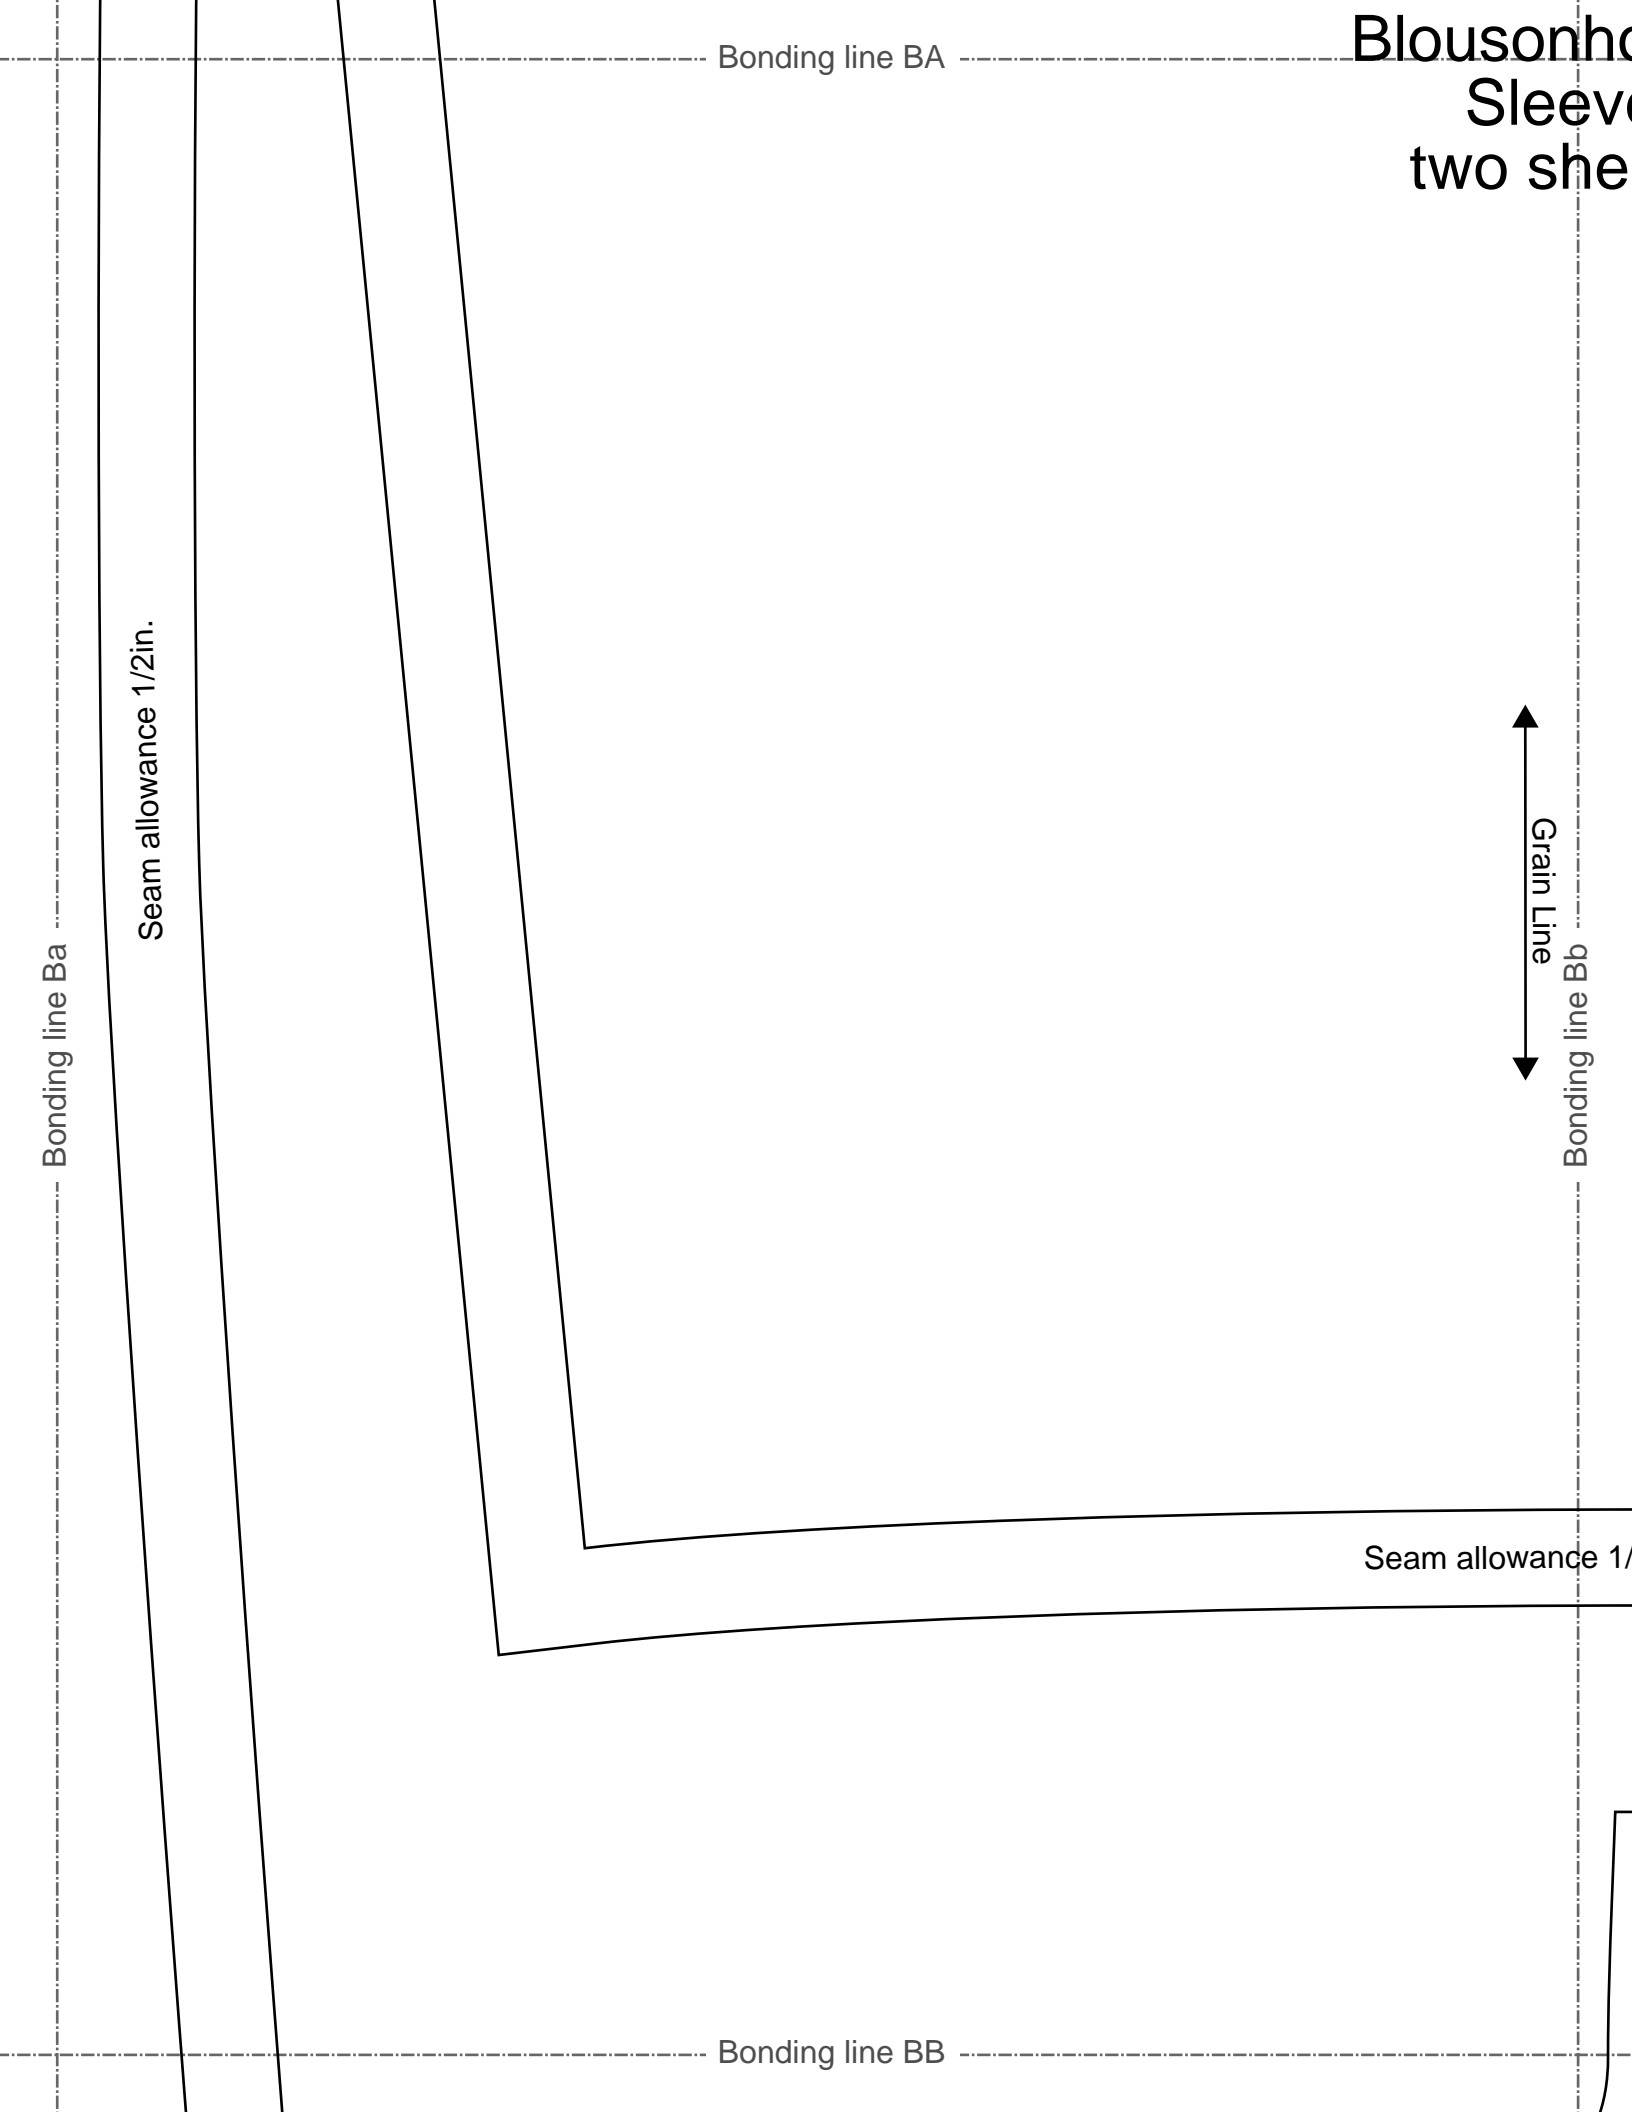 Bonding line BA
Blousonho
Sleeve
two she
Seam allowance 1/2in.
Grain Line
Bonding line Ba
Bonding line Bb
Seam allowance 1/
Bonding line BB